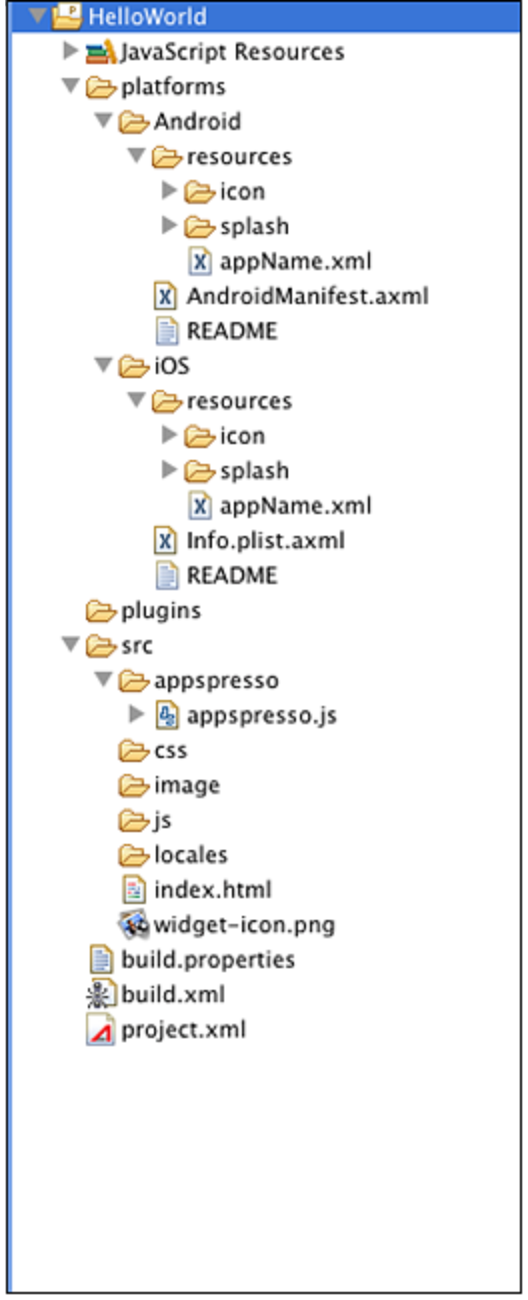 HelloWorld
JavaScript Resources
platforms
Android
resources
icon
splash
appName.xml
AndroidManifest.axml
README
iOS
resources
icon
splash
appName.xml
Info.plist.axml
README
plugins
src
appspresso
appspresso.js
css
image
js
locales
index.html
widget-icon.png
build.properties
build.xml
project.xml